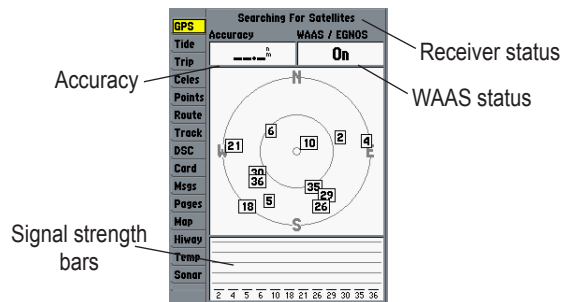 Searching For Satellites
GPS
Accuracy WAAS / EGNOS
__._ nm On
Receiver status
WAAS status
Accuracy
Signal strength
bars
Tide
Trip
Celes
Points
Route
Track
DSC
Card
Msgs
Pages
Map
Hiway
Temp
Sonar
N
W
E
S
6
2
4
21
10
30
36
35
29
26
18
5
2 4 5 6 10 18 21 26 29 30 35 36